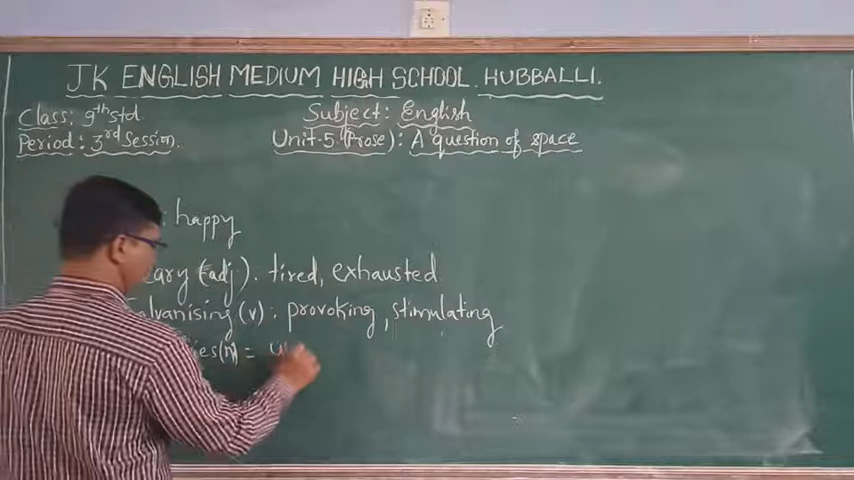 JK ENGLISH MEDIUM HIGH SCHOOL. HUBBALLI.
Class: 9th std
Subject: English
Period: 3rd Session.
Unit-5. (Prose): A question of space
: happy
(adj). tired, exhausted
(v): provoking, stimulating
(n) =